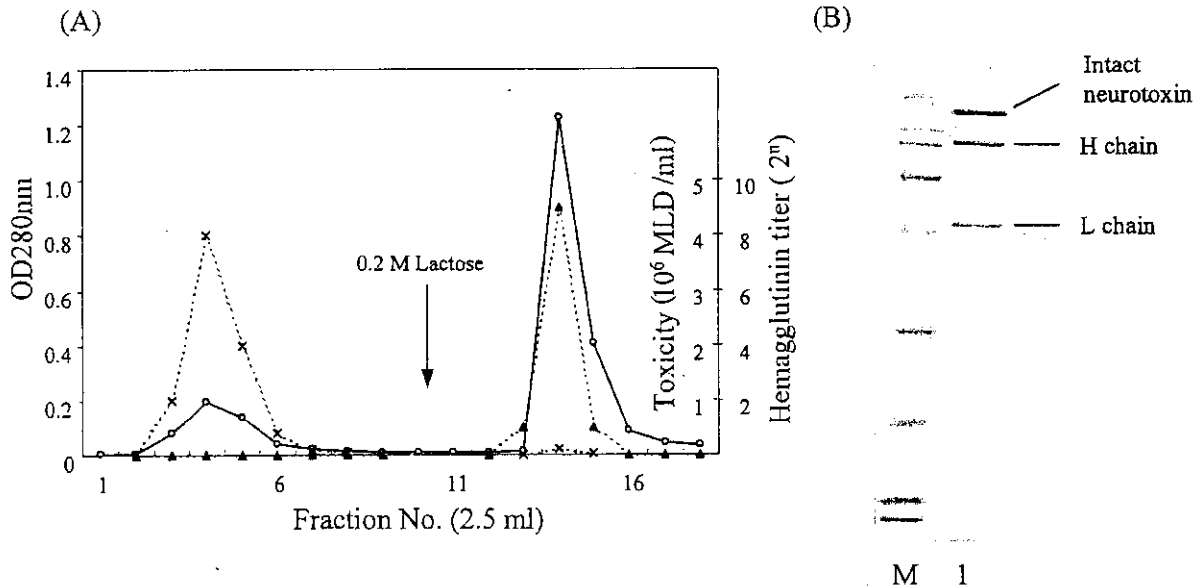 (A)
1.4
1.2
1.0
0.8
0.6
0.4
0.2
0
OD280nm
0.2 M Lactose
1
6
11
16
Fraction No. (2.5 ml)
5
4
3
2
1
Toxicity (10⁶ MLD /ml)
10
8
6
4
2
Hemagglutinin titer ( 2ⁿ)
(B)
Intact
neurotoxin
H chain
L chain
M 1